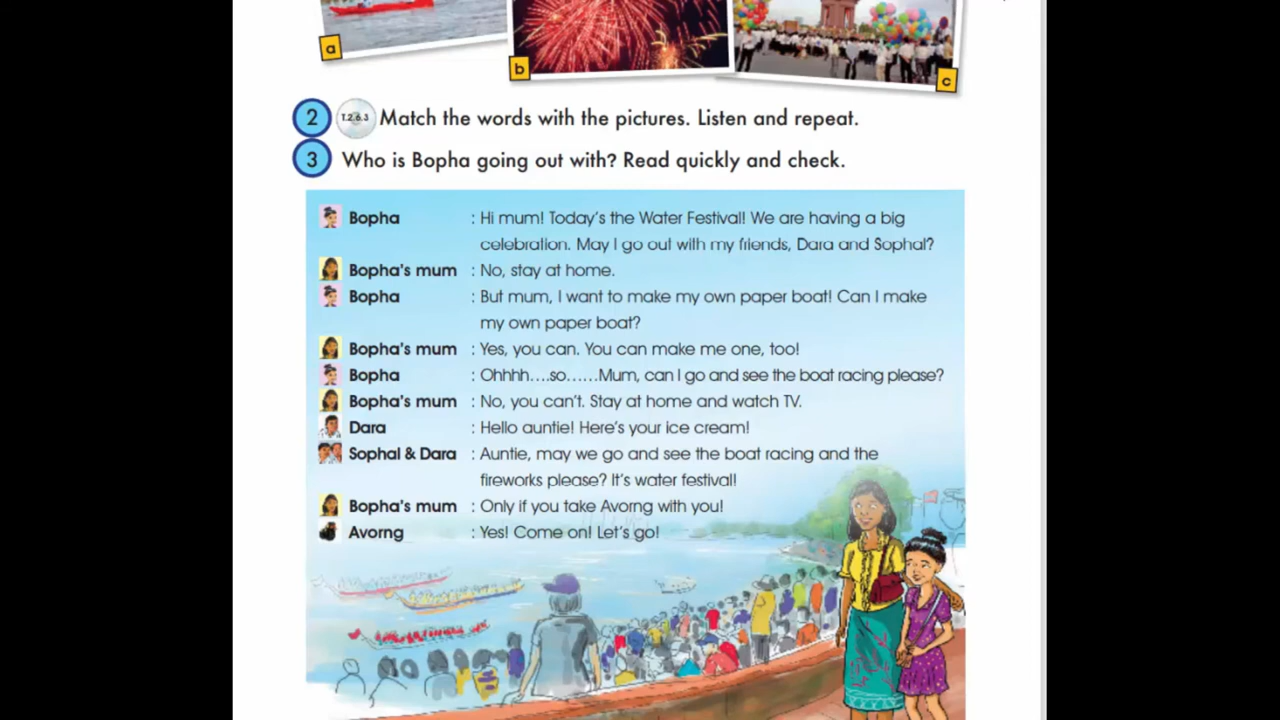 a
b
c
2 1.2.6.3 Match the words with the pictures. Listen and repeat.
3 Who is Bopha going out with? Read quickly and check.
Bopha : Hi mum! Today's the Water Festival! We are having a big
celebration. May I go out with my friends, Dara and Sophal?
Bopha's mum : No, stay at home.
Bopha : But mum, I want to make my own paper boat! Can I make
my own paper boat?
Bopha's mum : Yes, you can. You can make me one, too!
Bopha : Ohhhh....so......Mum, can I go and see the boat racing please?
Bopha's mum : No, you can't. Stay at home and watch TV.
Dara : Hello auntie! Here's your ice cream!
Sophal & Dara : Auntie, may we go and see the boat racing and the
fireworks please? It's water festival!
Bopha's mum : Only if you take Avorng with you!
Avorng : Yes! Come on! Let's go!